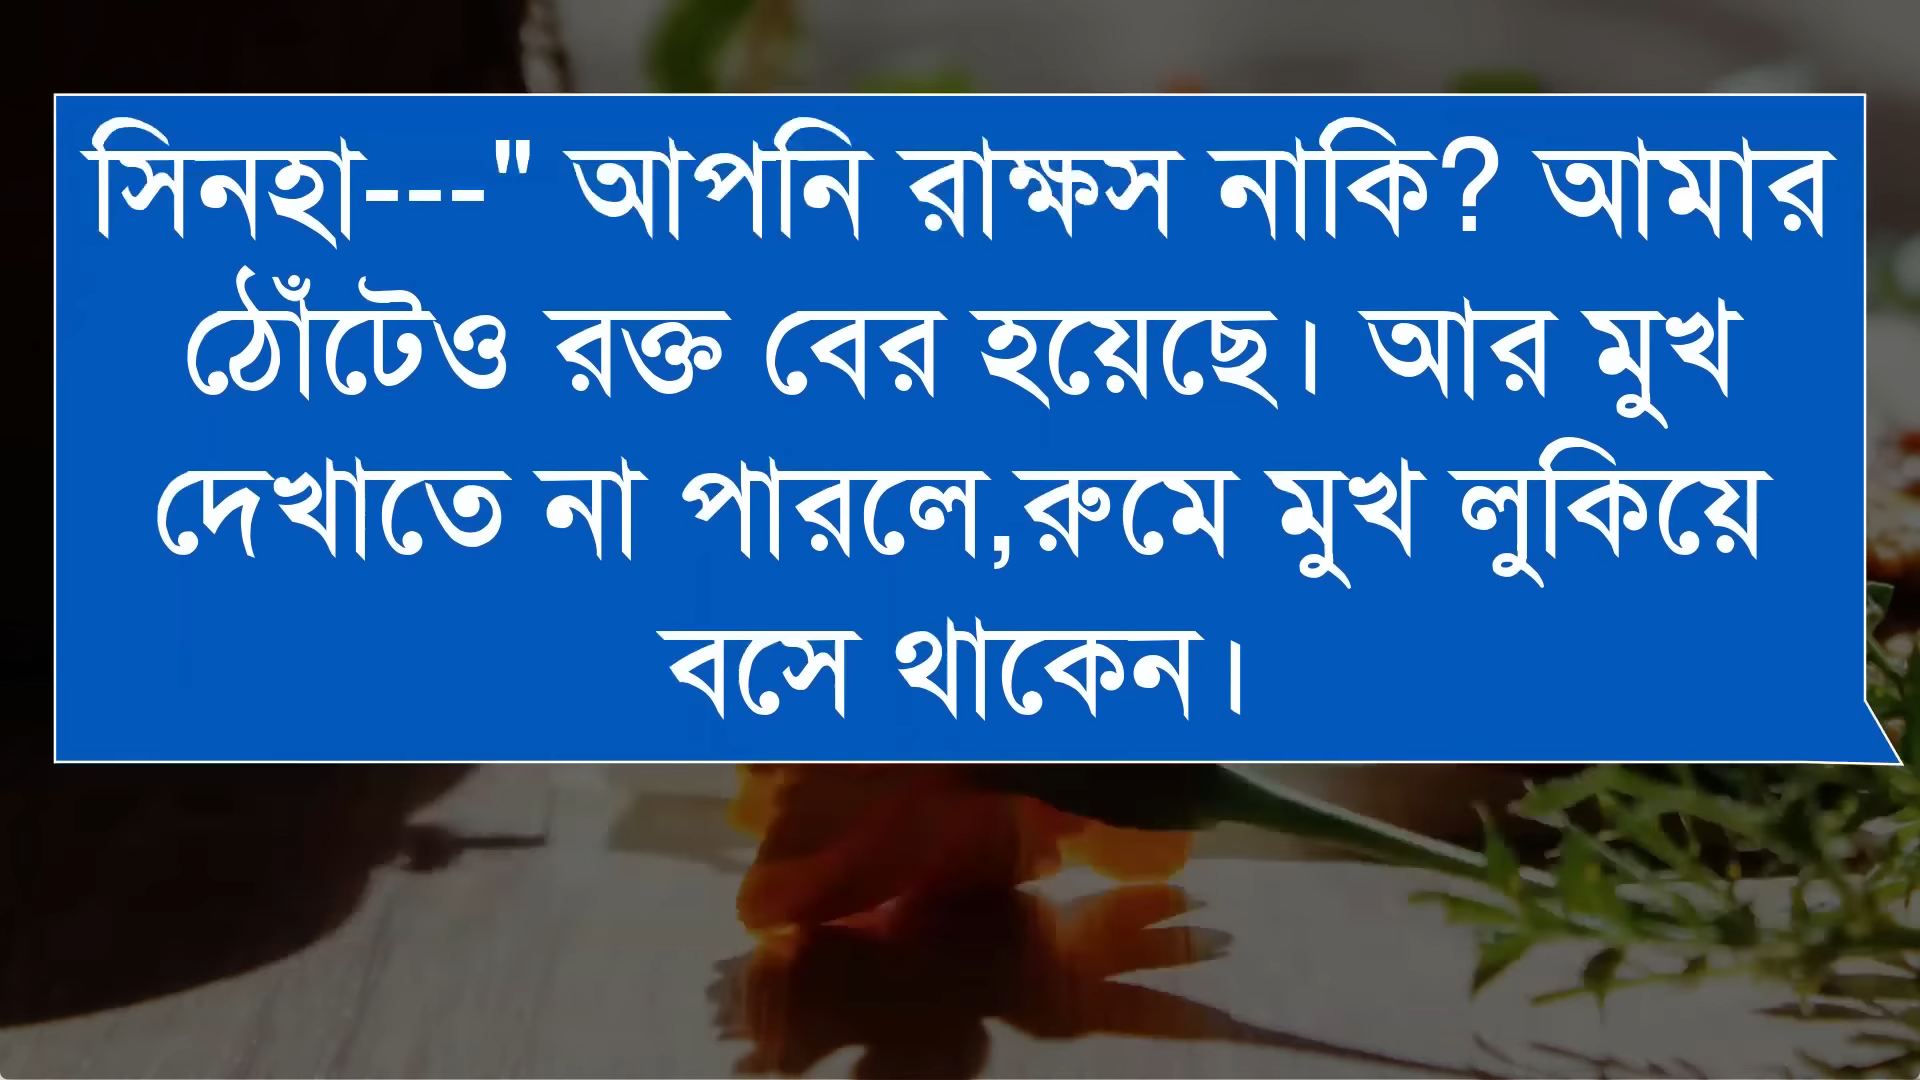 সিনহা---" আপনি রাক্ষস নাকি? আমার
ঠোঁটেও রক্ত বের হয়েছে। আর মুখ
দেখাতে না পারলে,রুমে মুখ লুকিয়ে
বসে থাকেন।